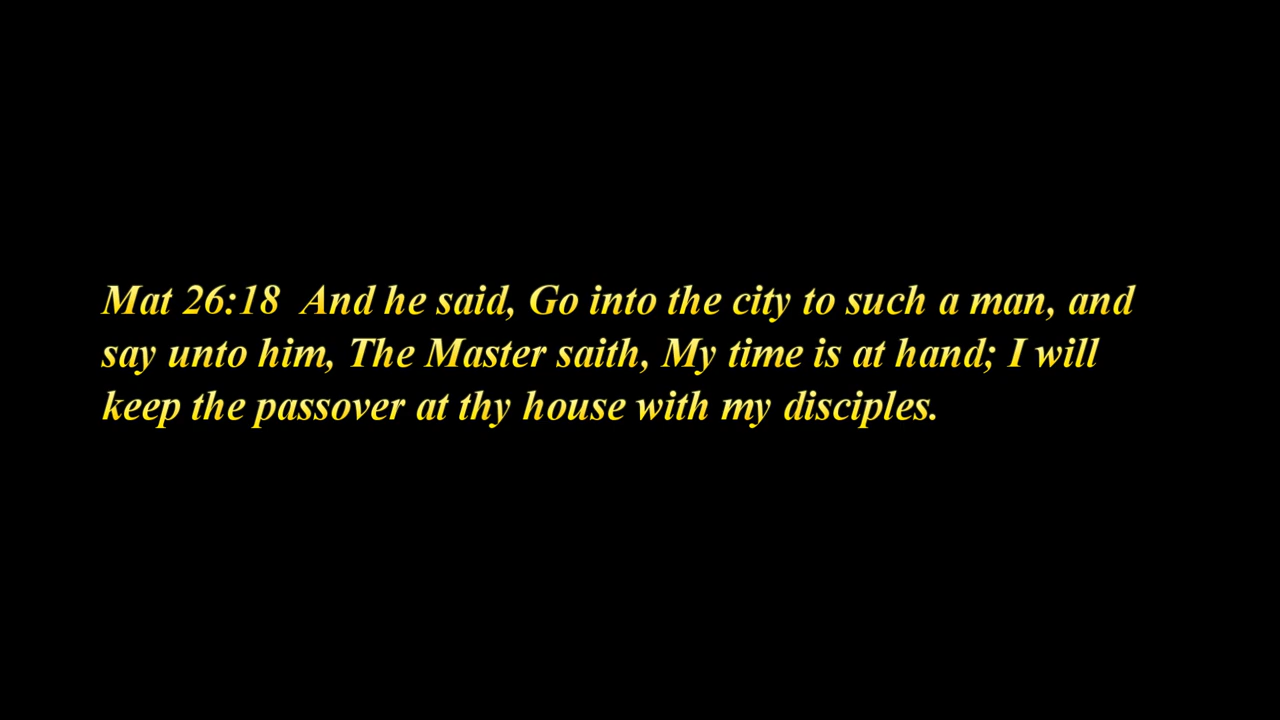 Mat 26:18  And he said, Go into the city to such a man, and
say unto him, The Master saith, My time is at hand; I will
keep the passover at thy house with my disciples.